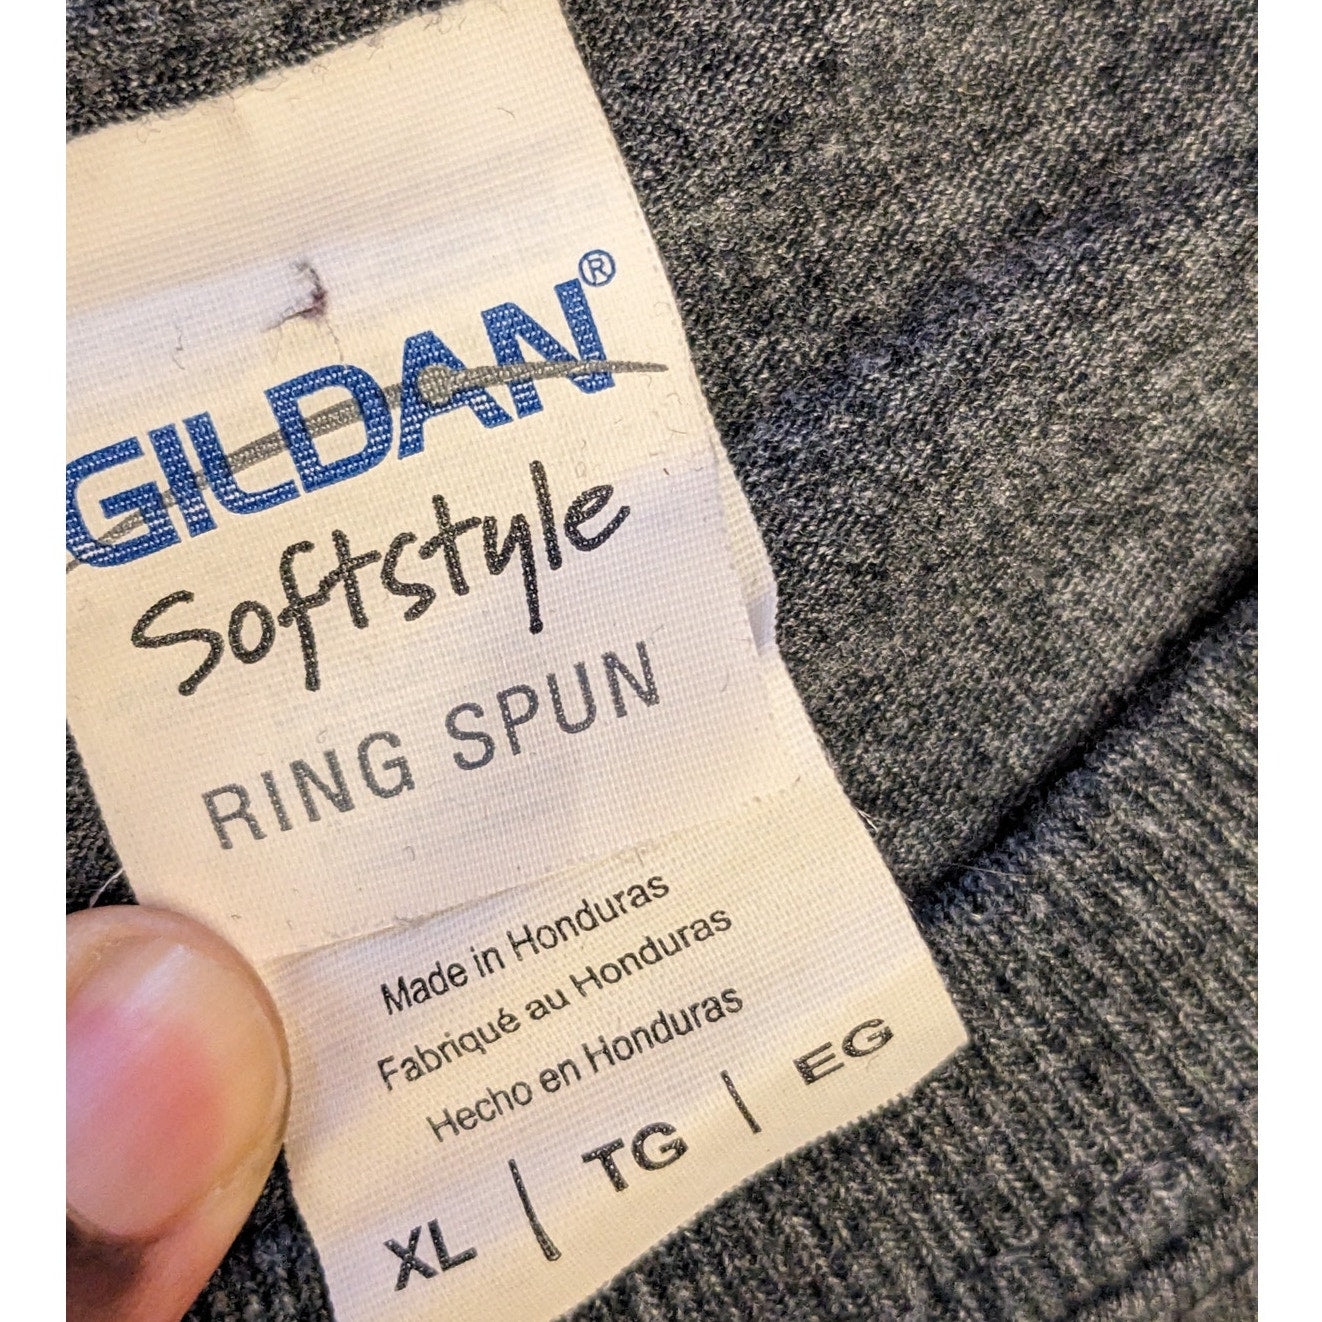 GILDAN®
Softstyle
RING SPUN
Made in Honduras
Fabriqué au Honduras
Hecho en Honduras
XL | TG | EG